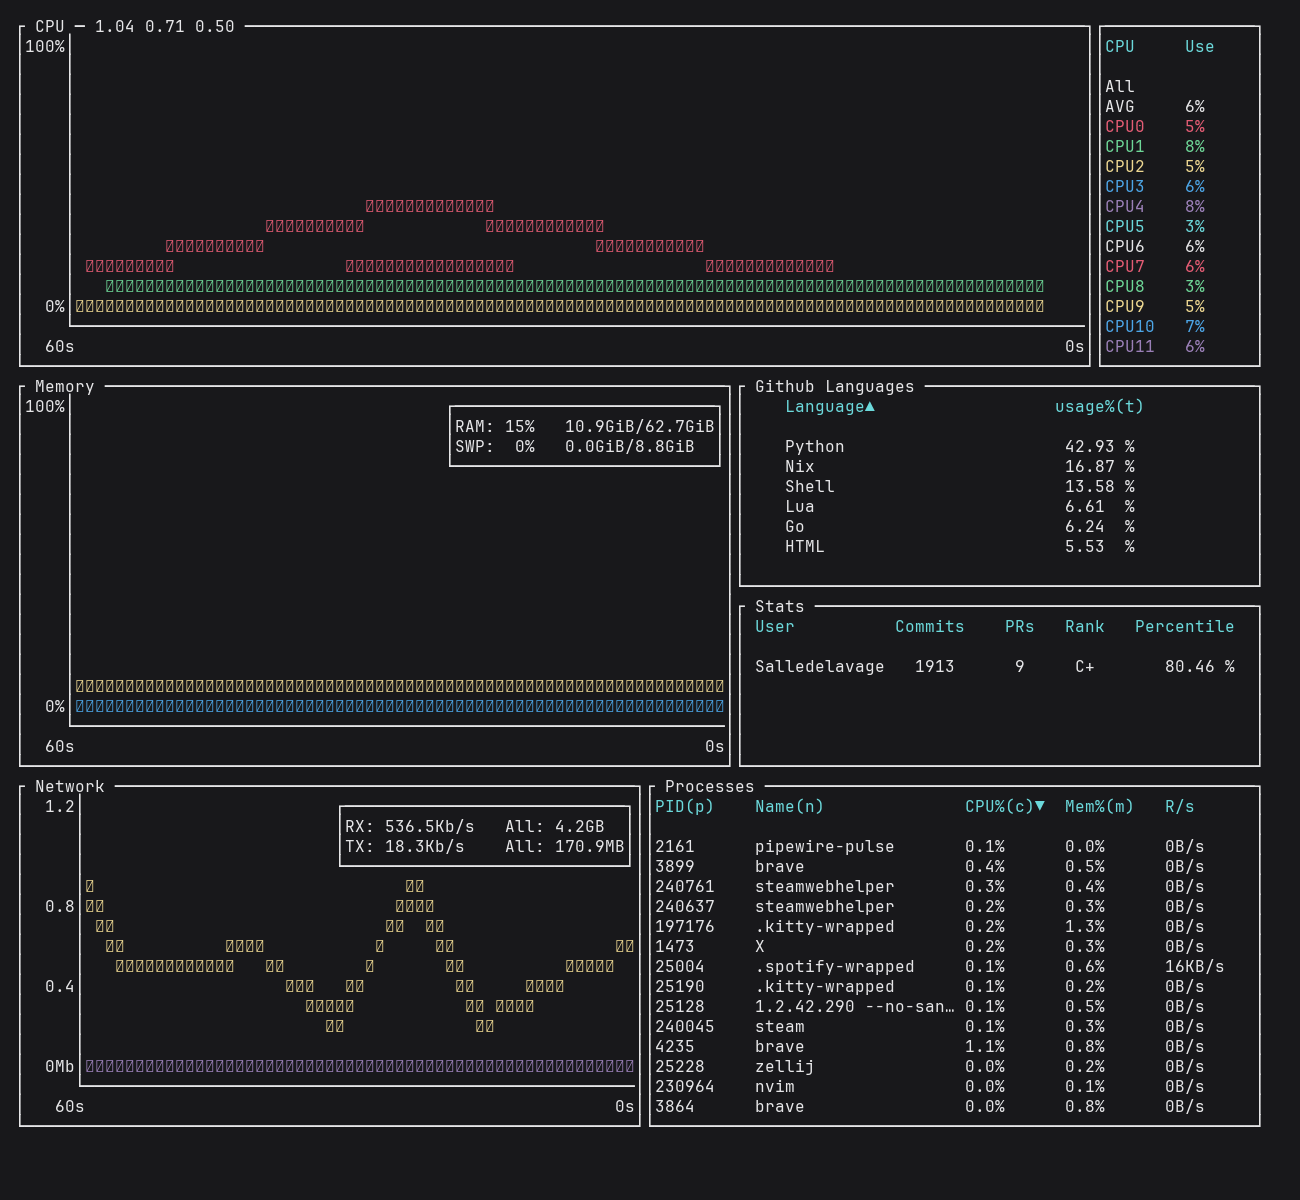 CPU ─ 1.04 0.71 0.50
100%
0%
60s 0s
CPU Use
All
AVG 6%
CPU0 5%
CPU1 8%
CPU2 5%
CPU3 6%
CPU4 8%
CPU5 3%
CPU6 6%
CPU7 6%
CPU8 3%
CPU9 5%
CPU10 7%
CPU11 6%
Memory
100%
RAM: 15% 10.9GiB/62.7GiB
SWP: 0% 0.0GiB/8.8GiB
0%
60s 0s
Github Languages
Language▲ usage%(t)
Python 42.93 %
Nix 16.87 %
Shell 13.58 %
Lua 6.61 %
Go 6.24 %
HTML 5.53 %
Stats
User Commits PRs Rank Percentile
Salledelavage 1913 9 C+ 80.46 %
Network
1.2
RX: 536.5Kb/s All: 4.2GB
TX: 18.3Kb/s All: 170.9MB
0.8
0.4
0Mb
60s 0s
Processes
PID(p) Name(n) CPU%(c)▼ Mem%(m) R/s
2161 pipewire-pulse 0.1% 0.0% 0B/s
3899 brave 0.4% 0.5% 0B/s
240761 steamwebhelper 0.3% 0.4% 0B/s
240637 steamwebhelper 0.2% 0.3% 0B/s
197176 .kitty-wrapped 0.2% 1.3% 0B/s
1473 X 0.2% 0.3% 0B/s
25004 .spotify-wrapped 0.1% 0.6% 16KB/s
25190 .kitty-wrapped 0.1% 0.2% 0B/s
25128 1.2.42.290 --no-san… 0.1% 0.5% 0B/s
240045 steam 0.1% 0.3% 0B/s
4235 brave 1.1% 0.8% 0B/s
25228 zellij 0.0% 0.2% 0B/s
230964 nvim 0.0% 0.1% 0B/s
3864 brave 0.0% 0.8% 0B/s